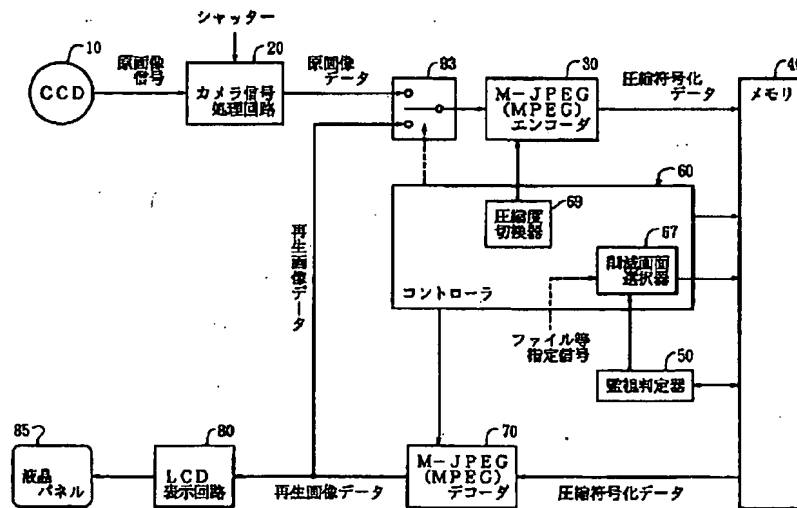 シャッター
10
20
93
30
40
原画像
信号
原画像
データ
圧縮符号化
データ
CCD
カメラ信号
処理回路
M-JPEG
(MPEG)
エンコーダ
メモリ
60
69
圧縮度
切換器
67
削減画面
選択器
再生画像データ
コントローラ
ファイル等
指定信号
50
監視判定器
85
80
70
液晶
パネル
LCD
表示回路
再生画像データ
M-JPEG
(MPEG)
デコーダ
圧縮符号化データ